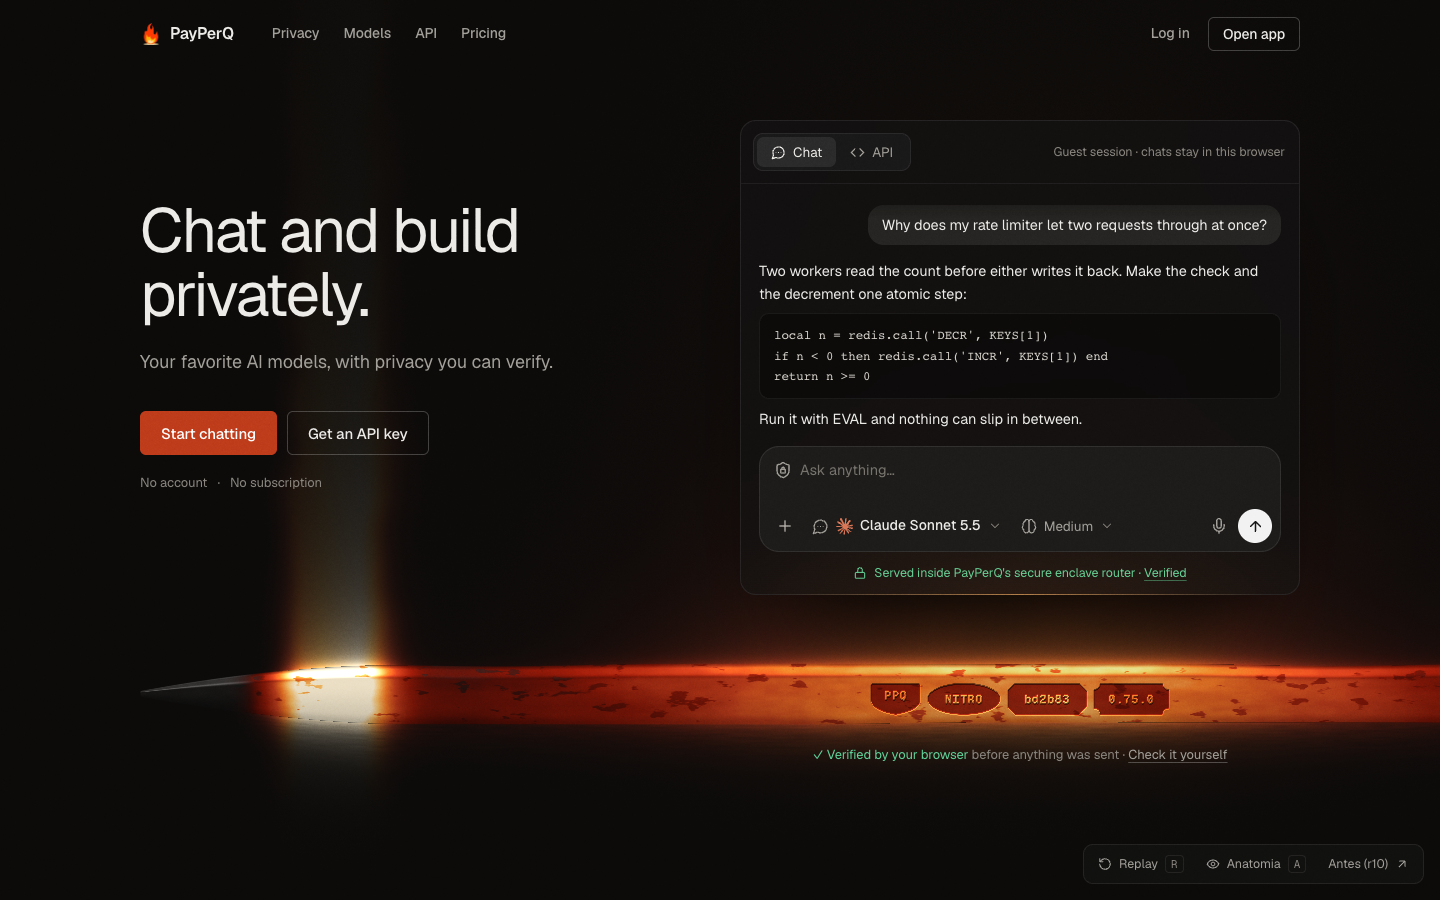 PayPerQ
Privacy Models API Pricing
Log in
Open app
Chat and build
privately.
Your favorite AI models, with privacy you can verify.
Start chatting
Get an API key
No account · No subscription
Chat
API
Guest session · chats stay in this browser
Why does my rate limiter let two requests through at once?
Two workers read the count before either writes it back. Make the check and
the decrement one atomic step:
local n = redis.call('DECR', KEYS[1])
if n < 0 then redis.call('INCR', KEYS[1]) end
return n >= 0
Run it with EVAL and nothing can slip in between.
Ask anything…
Claude Sonnet 5.5
Medium
Served inside PayPerQ's secure enclave router · Verified
PPQ NITRO bd2b83 0.75.0
✓ Verified by your browser before anything was sent · Check it yourself
Replay R Anatomia A Antes (r10) ↗